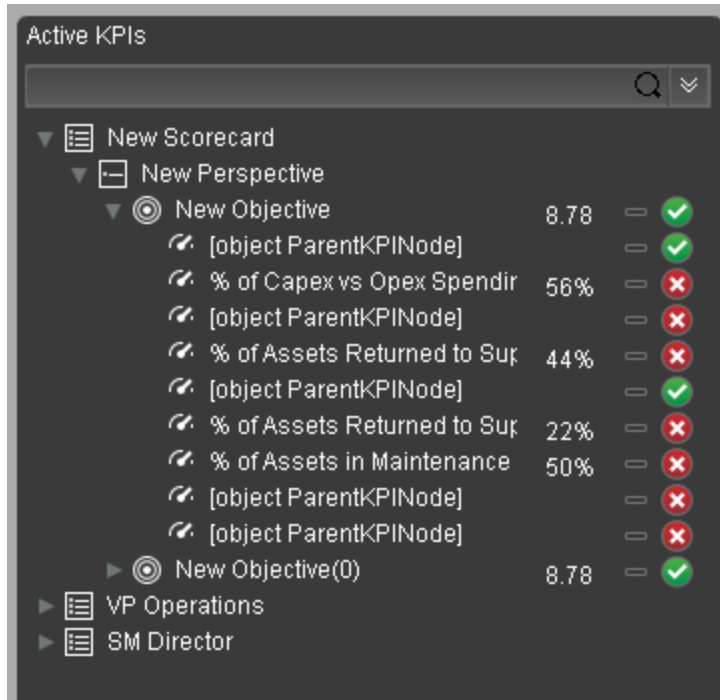 Active KPIs
New Scorecard
New Perspective
New Objective 8.78
[object ParentKPINode]
% of Capex vs Opex Spendir 56%
[object ParentKPINode]
% of Assets Returned to Sup 44%
[object ParentKPINode]
% of Assets Returned to Sup 22%
% of Assets in Maintenance 50%
[object ParentKPINode]
[object ParentKPINode]
New Objective(0) 8.78
VP Operations
SM Director